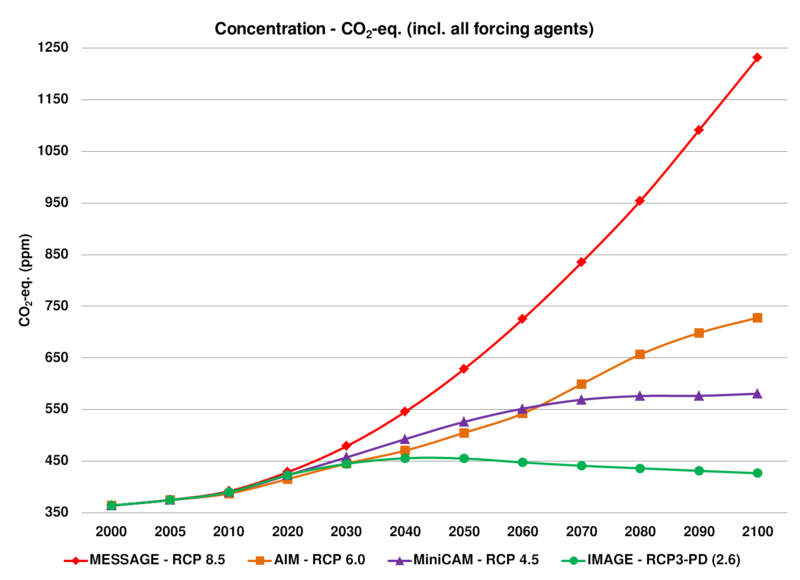 Concentration - CO₂-eq. (incl. all forcing agents)
1250
1150
1050
950
850
750
650
550
450
350
CO₂-eq. (ppm)
2000 2005 2010 2020 2030 2040 2050 2060 2070 2080 2090 2100
MESSAGE - RCP 8.5 AIM - RCP 6.0 MiniCAM - RCP 4.5 IMAGE - RCP3-PD (2.6)